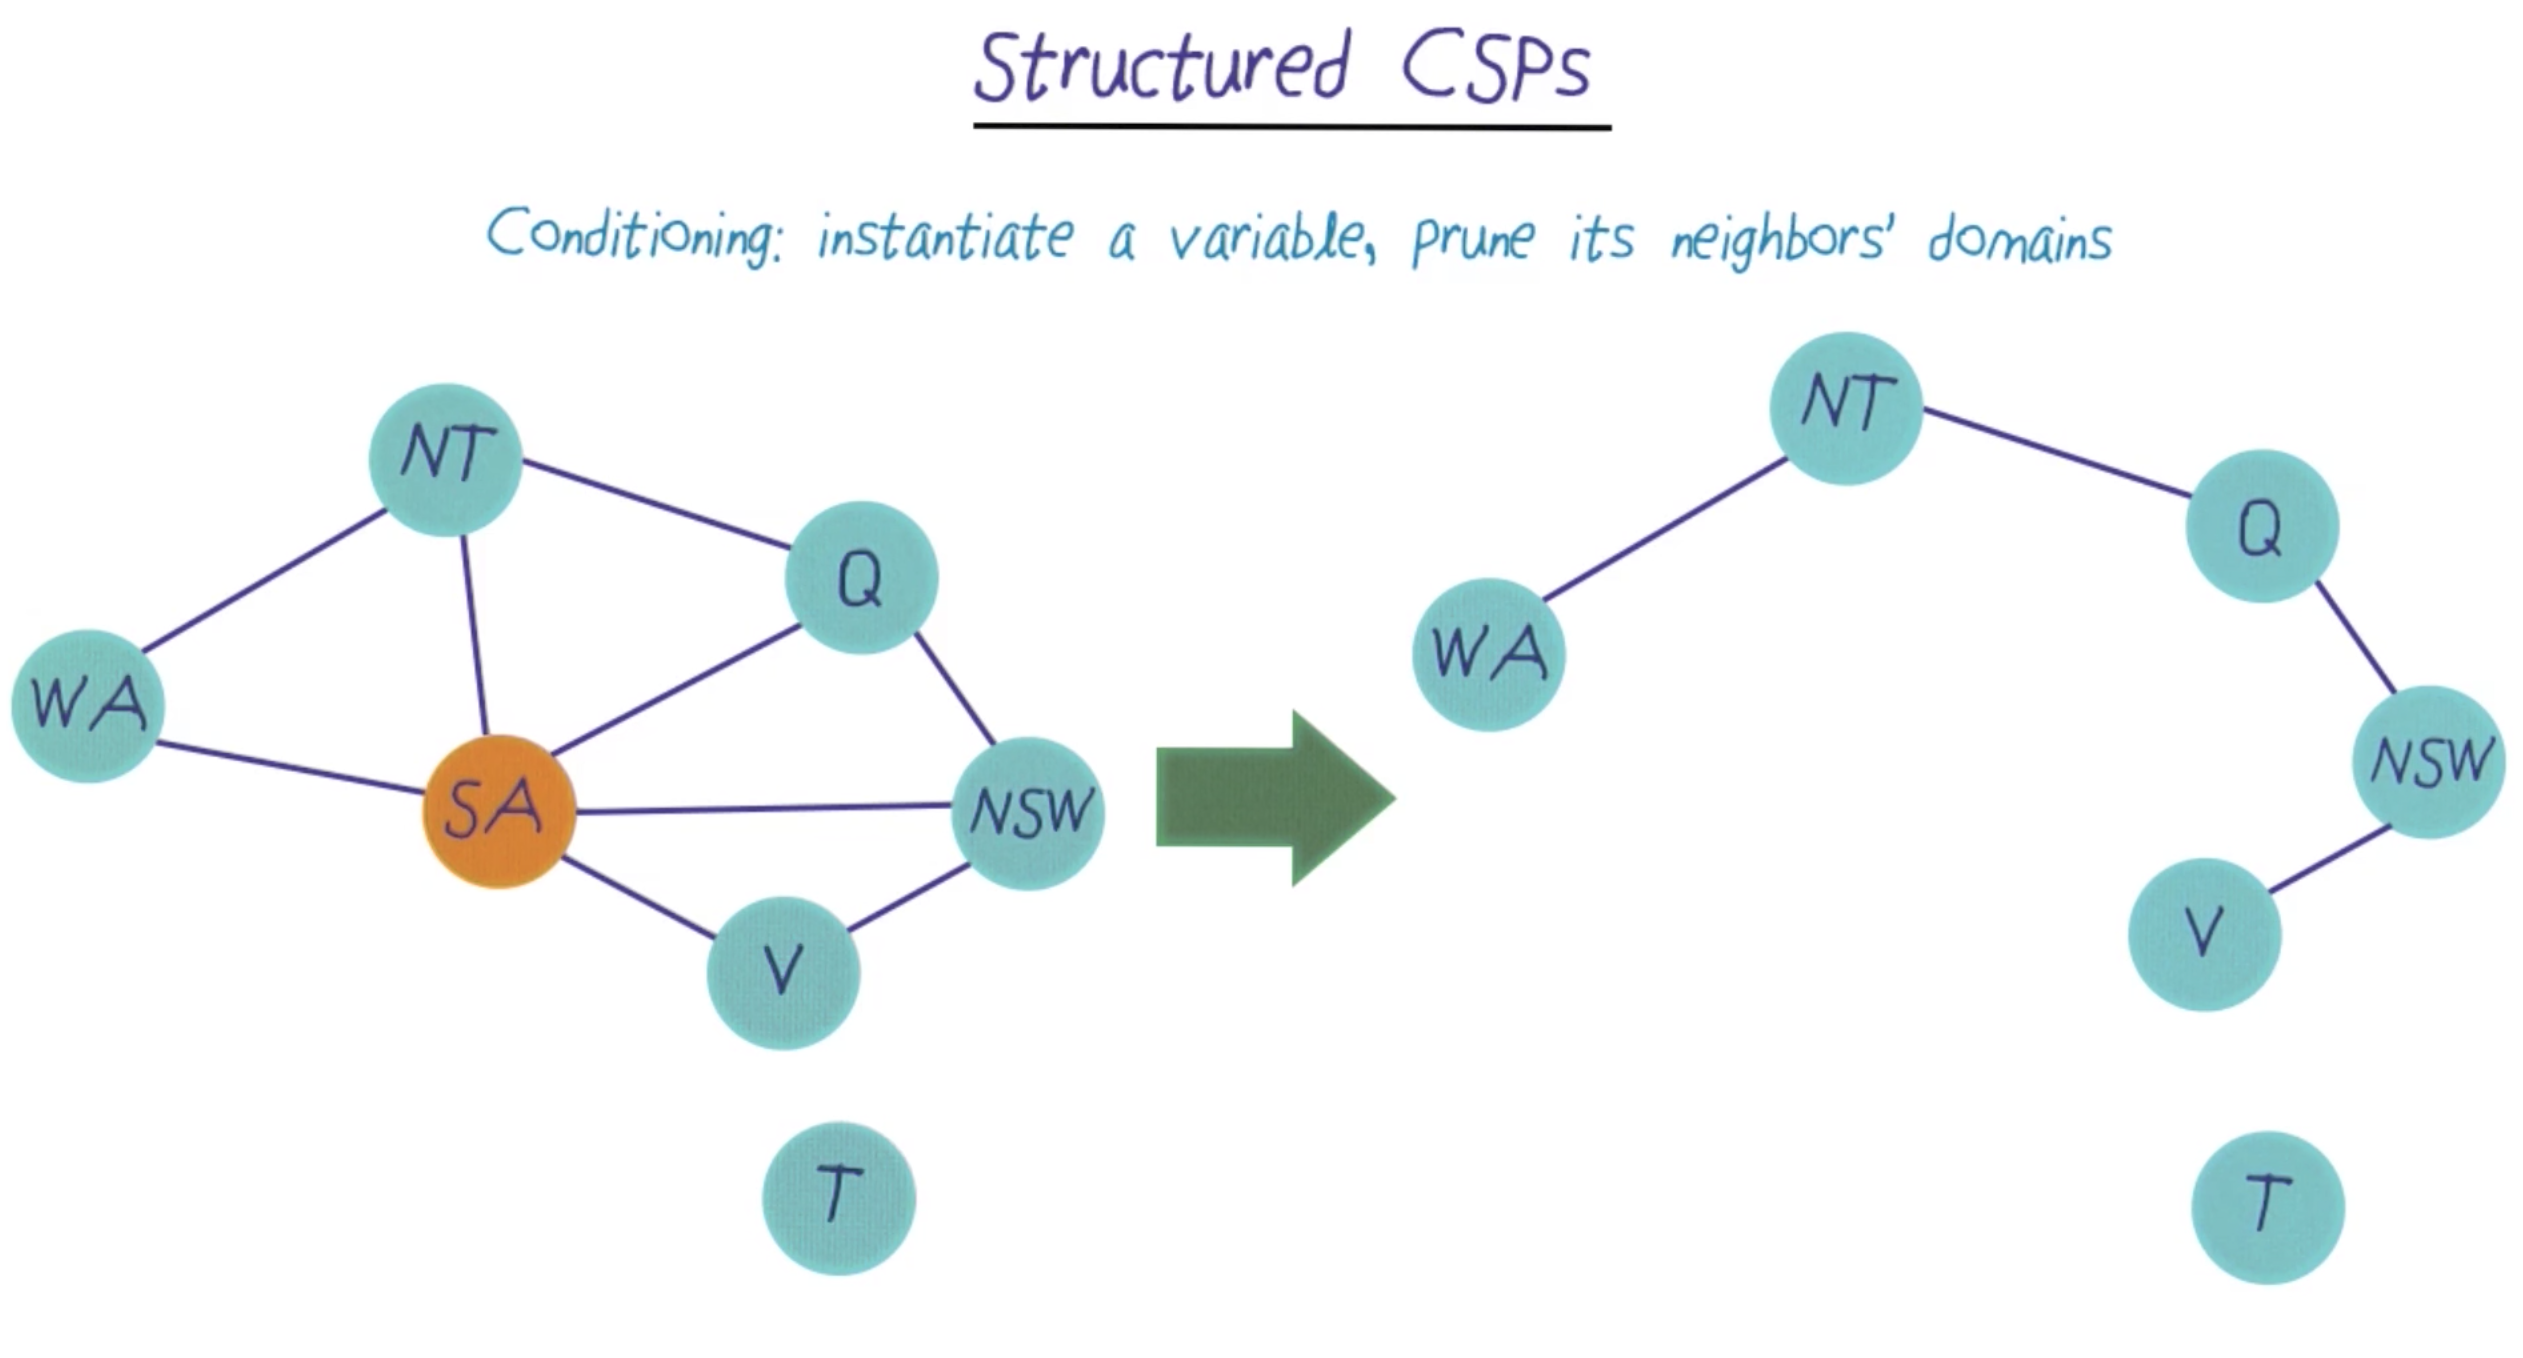 Structured CSPs
Conditioning: instantiate a variable, prune its neighbors' domains
NT
Q
WA
SA
NSW
V
T
NT
Q
WA
NSW
V
T